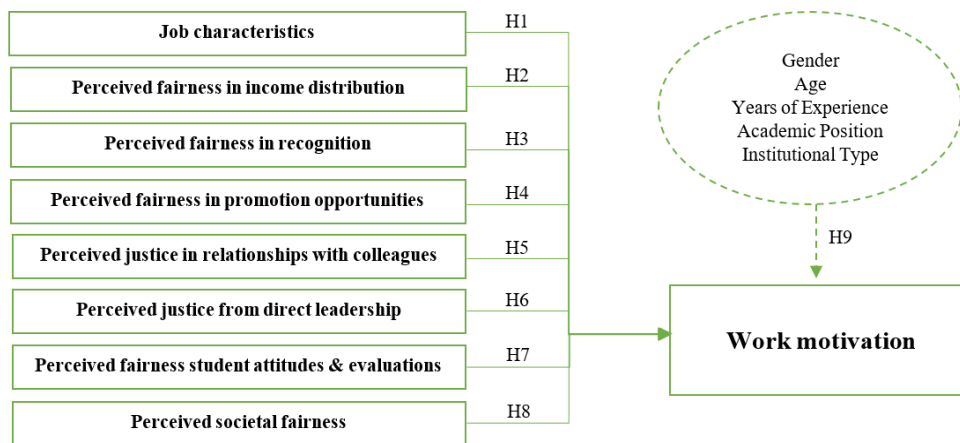 Job characteristics
H1
Perceived fairness in income distribution
H2
Perceived fairness in recognition
H3
Perceived fairness in promotion opportunities
H4
Perceived justice in relationships with colleagues
H5
Perceived justice from direct leadership
H6
Perceived fairness student attitudes & evaluations
H7
Perceived societal fairness
H8
Gender
Age
Years of Experience
Academic Position
Institutional Type
H9
Work motivation